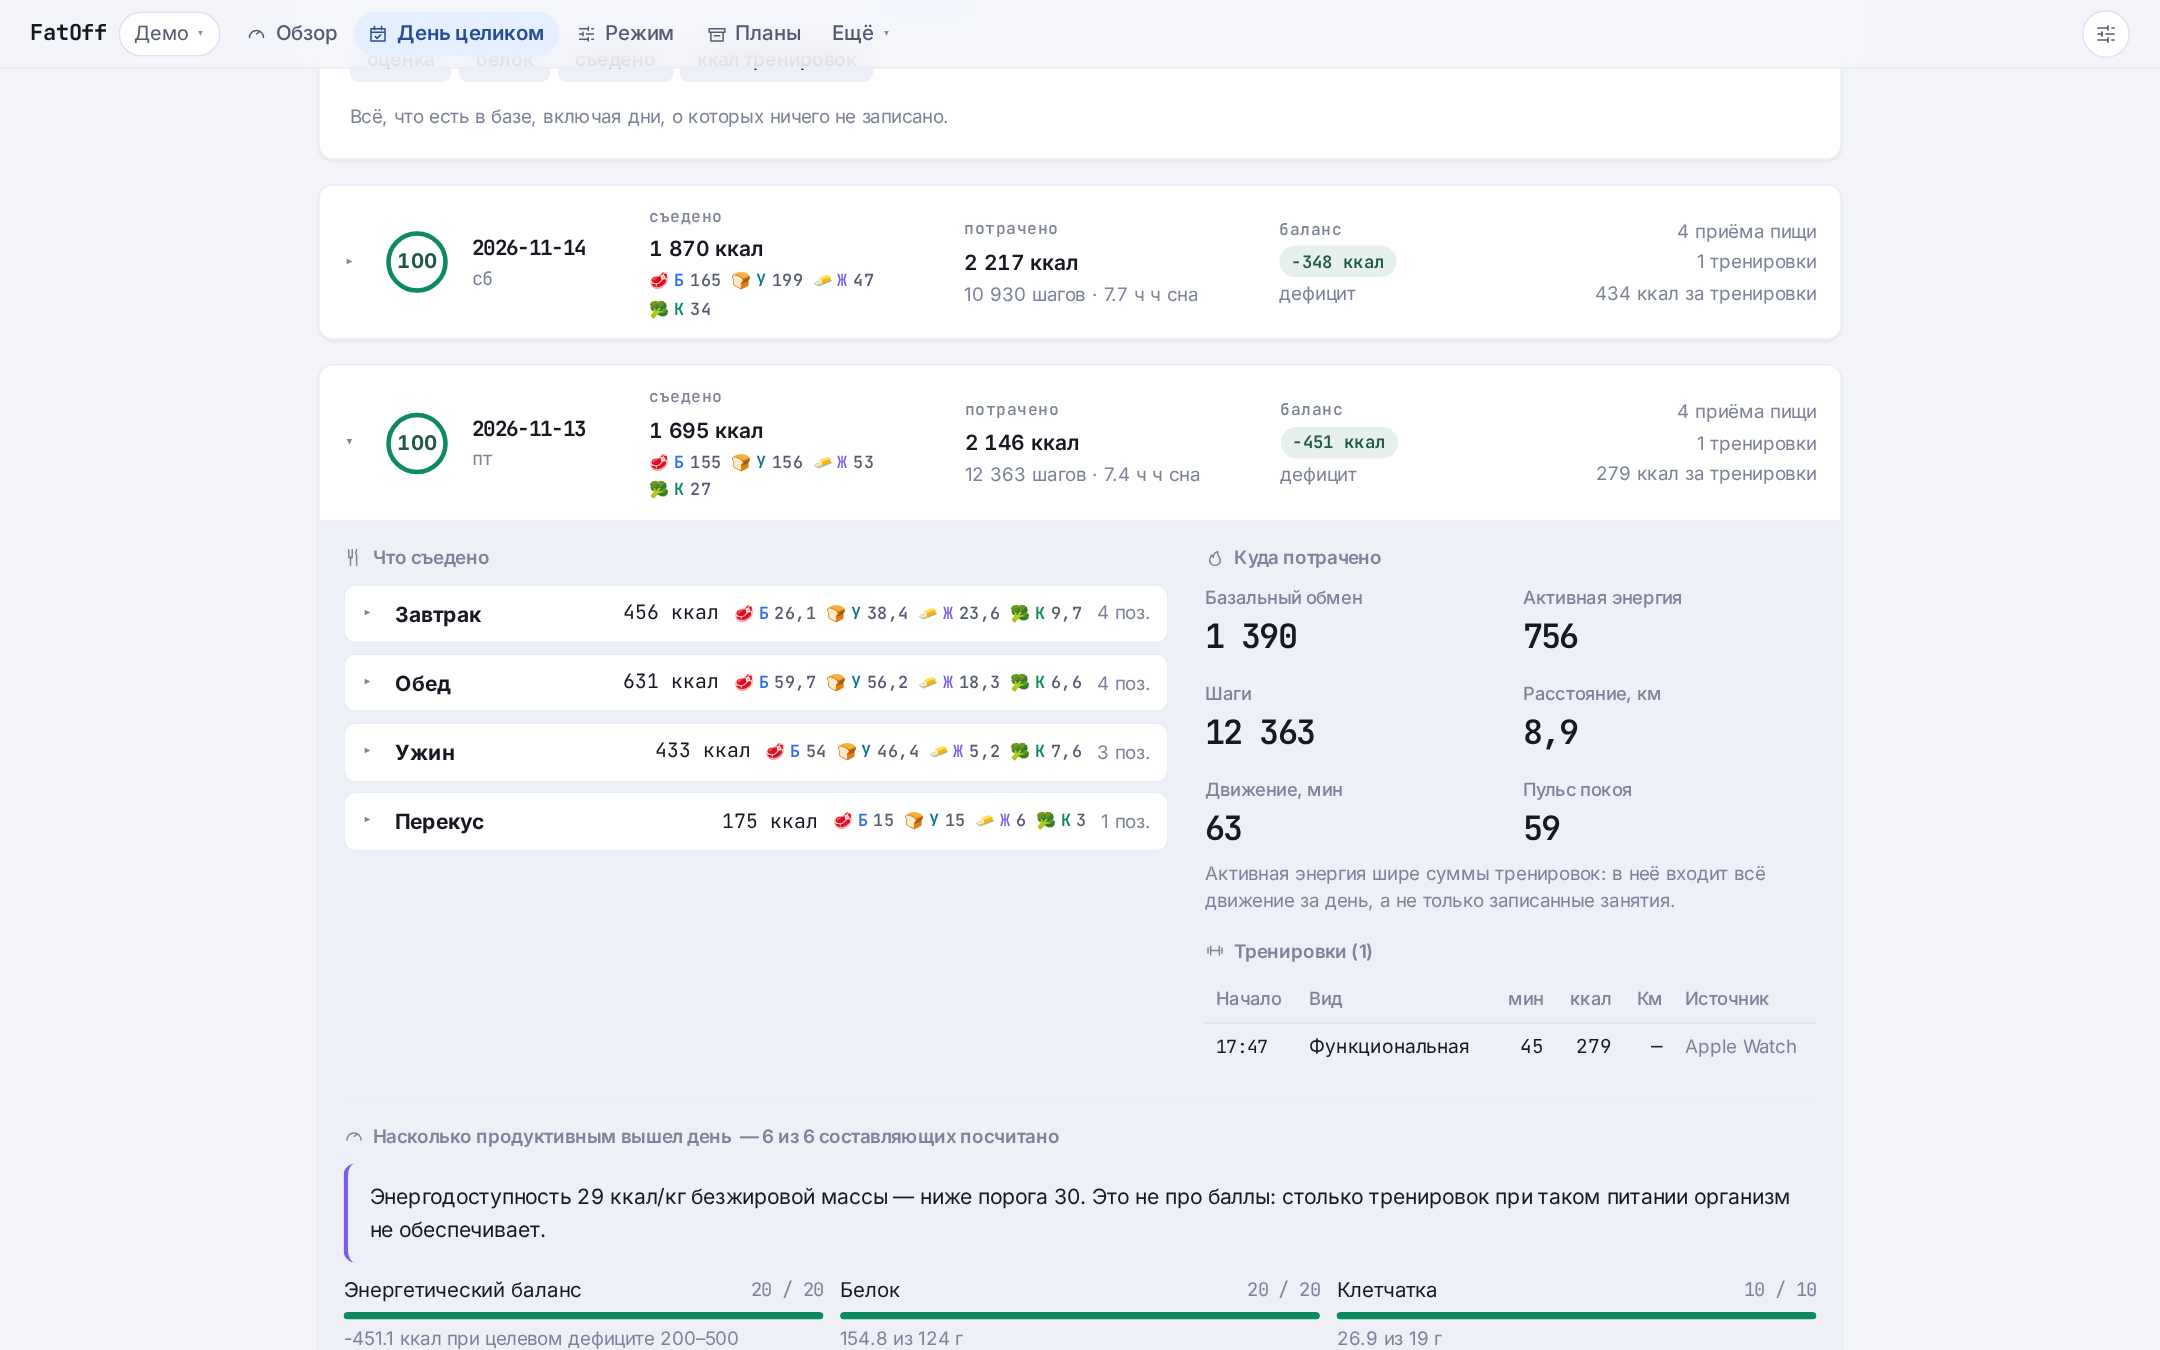 FatOff Демо Обзор День целиком Режим Планы Ещё
оценка белок съедено ккал тренировок
Всё, что есть в базе, включая дни, о которых ничего не записано.
100
2026-11-14
сб
съедено
1 870 ккал
Б 165 У 199 Ж 47
К 34
потрачено
2 217 ккал
10 930 шагов · 7.7 ч ч сна
баланс
-348 ккал
дефицит
4 приёма пищи
1 тренировки
434 ккал за тренировки
100
2026-11-13
пт
съедено
1 695 ккал
Б 155 У 156 Ж 53
К 27
потрачено
2 146 ккал
12 363 шагов · 7.4 ч ч сна
баланс
-451 ккал
дефицит
4 приёма пищи
1 тренировки
279 ккал за тренировки
Что съедено
Завтрак 456 ккал Б 26,1 У 38,4 Ж 23,6 К 9,7 4 поз.
Обед 631 ккал Б 59,7 У 56,2 Ж 18,3 К 6,6 4 поз.
Ужин 433 ккал Б 54 У 46,4 Ж 5,2 К 7,6 3 поз.
Перекус 175 ккал Б 15 У 15 Ж 6 К 3 1 поз.
Куда потрачено
Базальный обмен Активная энергия
1 390 756
Шаги Расстояние, км
12 363 8,9
Движение, мин Пульс покоя
63 59
Активная энергия шире суммы тренировок: в неё входит всё
движение за день, а не только записанные занятия.
Тренировки (1)
Начало Вид мин ккал Км Источник
17:47 Функциональная 45 279 — Apple Watch
Насколько продуктивным вышел день — 6 из 6 составляющих посчитано
Энергодоступность 29 ккал/кг безжировой массы — ниже порога 30. Это не про баллы: столько тренировок при таком питании организм
не обеспечивает.
Энергетический баланс 20 / 20 Белок 20 / 20 Клетчатка 10 / 10
-451.1 ккал при целевом дефиците 200–500 154.8 из 124 г 26.9 из 19 г